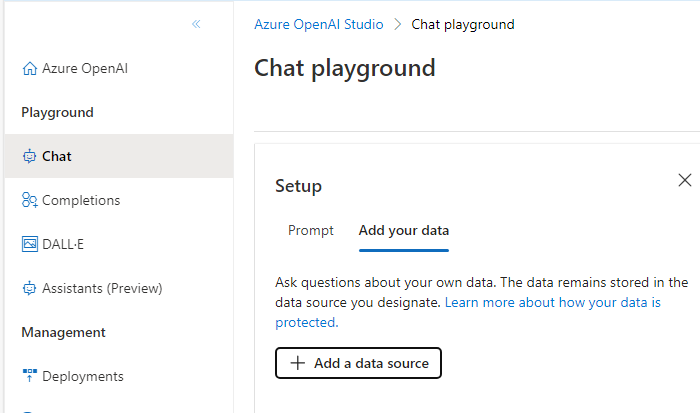 Azure OpenAI Studio > Chat playground
«
Azure OpenAI
Chat playground
Playground
Chat
Completions
DALL·E
Assistants (Preview)
Management
Deployments
Setup
Prompt
Add your data
Ask questions about your own data. The data remains stored in the
data source you designate. Learn more about how your data is
protected.
+ Add a data source